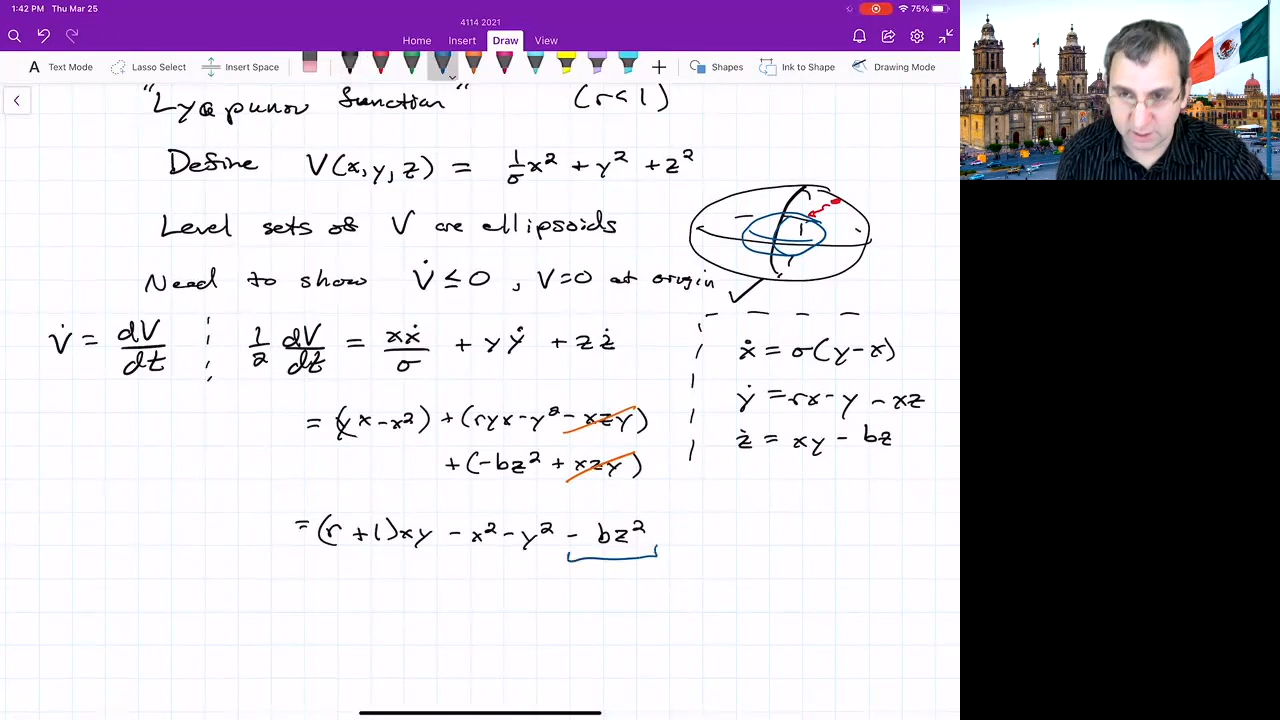 1:42 PM Thu Mar 25
75%
4114 2021
Home Insert Draw View
Text Mode Lasso Select Insert Space Shapes Ink to Shape Drawing Mode
"Lyapunov function" (r<1)
Define V(x,y,z) = 1/σ x² + y² + z²
Level sets of V are ellipsoids
Need to show V̇ ≤ 0, V=0 at origin ✓
V̇ = dV/dt ¦ 1/2 dV/dt = xẋ/σ + yẏ + zż
ẋ = σ(y-x)
ẏ = rx - y - xz
ż = xy - bz
= (yx - x²) + (ryx - y² - xzy)
+ (-bz² + xzy)
= (r+1)xy - x² - y² - bz²